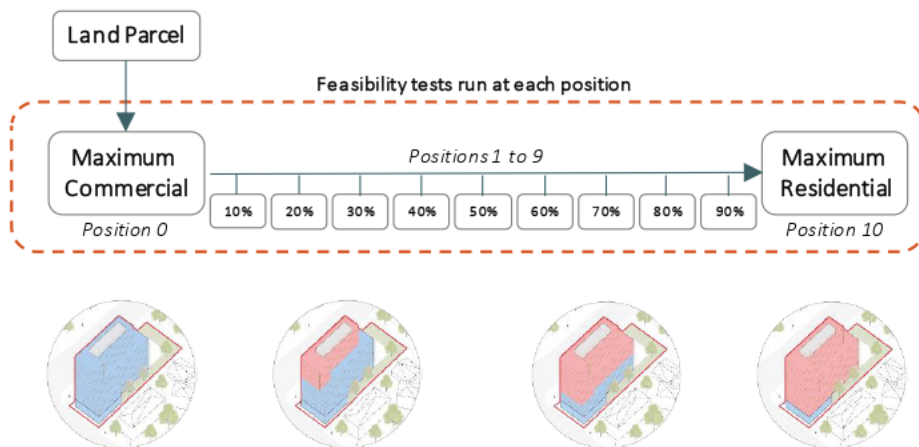 Land Parcel
Feasibility tests run at each position
Maximum
Commercial
Position 0
Positions 1 to 9
10% 20% 30% 40% 50% 60% 70% 80% 90%
Maximum
Residential
Position 10